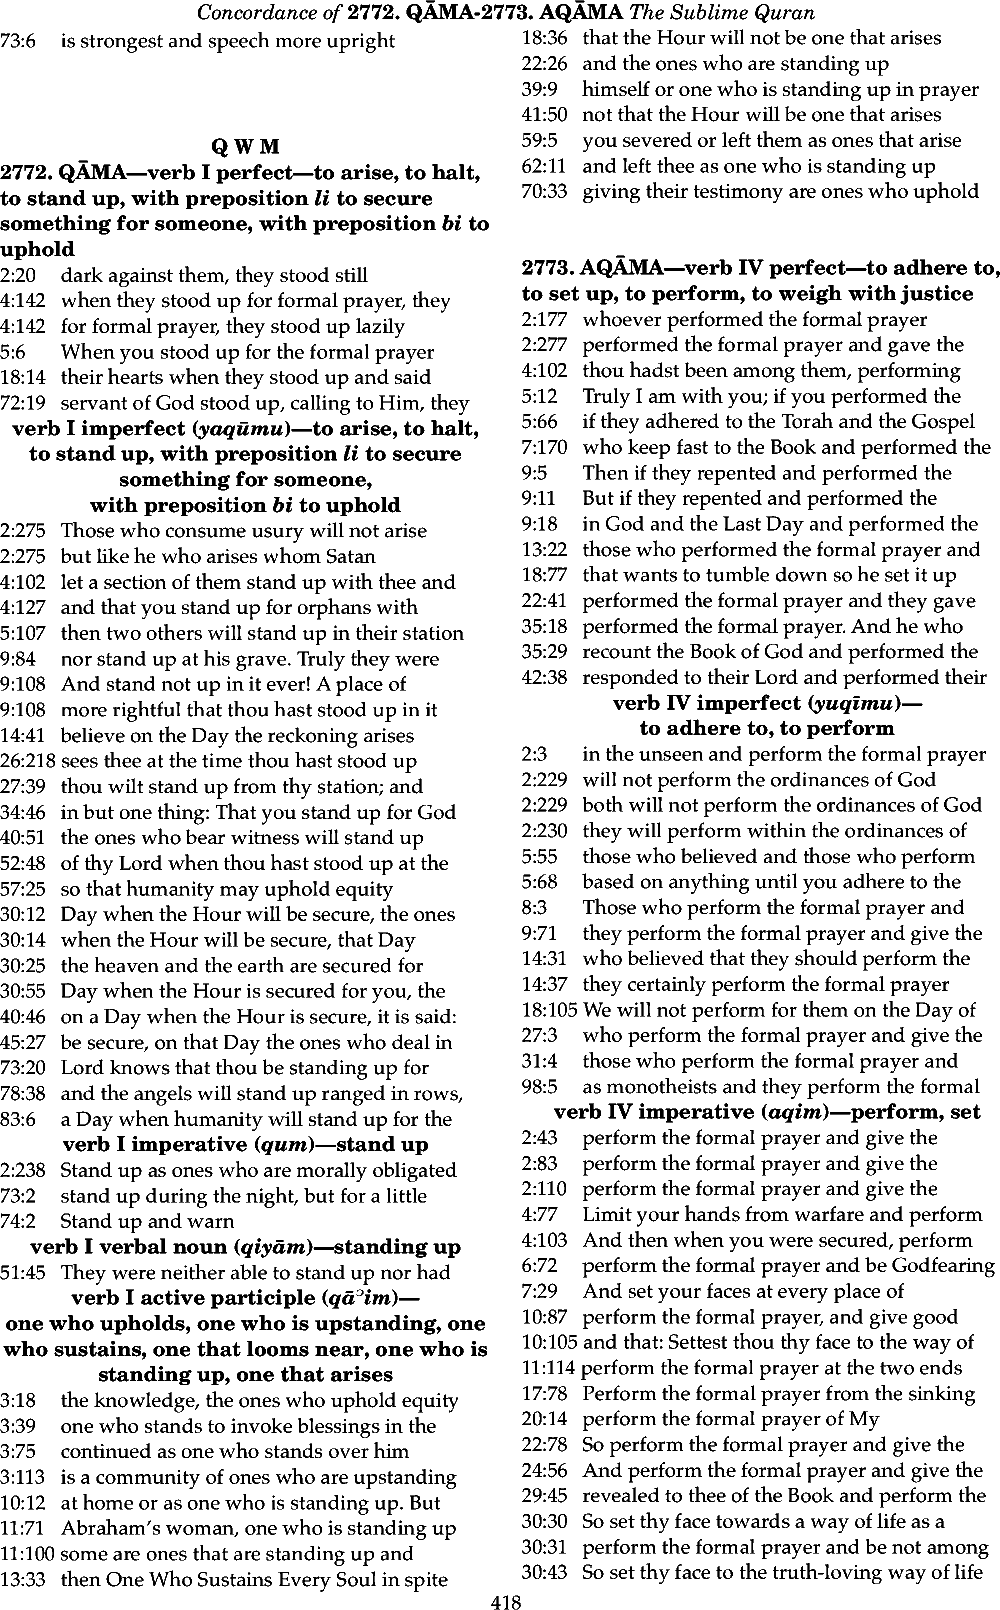 Concordance of 2772. QĀMA-2773. AQĀMA The Sublime Quran
73:6 is strongest and speech more upright
Q W M
2772. QĀMA—verb I perfect—to arise, to halt,
to stand up, with preposition li to secure
something for someone, with preposition bi to
uphold
2:20 dark against them, they stood still
4:142 when they stood up for formal prayer, they
4:142 for formal prayer, they stood up lazily
5:6 When you stood up for the formal prayer
18:14 their hearts when they stood up and said
72:19 servant of God stood up, calling to Him, they
verb I imperfect (yaqūmu)—to arise, to halt,
to stand up, with preposition li to secure
something for someone,
with preposition bi to uphold
2:275 Those who consume usury will not arise
2:275 but like he who arises whom Satan
4:102 let a section of them stand up with thee and
4:127 and that you stand up for orphans with
5:107 then two others will stand up in their station
9:84 nor stand up at his grave. Truly they were
9:108 And stand not up in it ever! A place of
9:108 more rightful that thou hast stood up in it
14:41 believe on the Day the reckoning arises
26:218 sees thee at the time thou hast stood up
27:39 thou wilt stand up from thy station; and
34:46 in but one thing: That you stand up for God
40:51 the ones who bear witness will stand up
52:48 of thy Lord when thou hast stood up at the
57:25 so that humanity may uphold equity
30:12 Day when the Hour will be secure, the ones
30:14 when the Hour will be secure, that Day
30:25 the heaven and the earth are secured for
30:55 Day when the Hour is secured for you, the
40:46 on a Day when the Hour is secure, it is said:
45:27 be secure, on that Day the ones who deal in
73:20 Lord knows that thou be standing up for
78:38 and the angels will stand up ranged in rows,
83:6 a Day when humanity will stand up for the
verb I imperative (qum)—stand up
2:238 Stand up as ones who are morally obligated
73:2 stand up during the night, but for a little
74:2 Stand up and warn
verb I verbal noun (qiyām)—standing up
51:45 They were neither able to stand up nor had
verb I active participle (qāʾim)—
one who upholds, one who is upstanding, one
who sustains, one that looms near, one who is
standing up, one that arises
3:18 the knowledge, the ones who uphold equity
3:39 one who stands to invoke blessings in the
3:75 continued as one who stands over him
3:113 is a community of ones who are upstanding
10:12 at home or as one who is standing up. But
11:71 Abraham's woman, one who is standing up
11:100 some are ones that are standing up and
13:33 then One Who Sustains Every Soul in spite
18:36 that the Hour will not be one that arises
22:26 and the ones who are standing up
39:9 himself or one who is standing up in prayer
41:50 not that the Hour will be one that arises
59:5 you severed or left them as ones that arise
62:11 and left thee as one who is standing up
70:33 giving their testimony are ones who uphold
2773. AQĀMA—verb IV perfect—to adhere to,
to set up, to perform, to weigh with justice
2:177 whoever performed the formal prayer
2:277 performed the formal prayer and gave the
4:102 thou hadst been among them, performing
5:12 Truly I am with you; if you performed the
5:66 if they adhered to the Torah and the Gospel
7:170 who keep fast to the Book and performed the
9:5 Then if they repented and performed the
9:11 But if they repented and performed the
9:18 in God and the Last Day and performed the
13:22 those who performed the formal prayer and
18:77 that wants to tumble down so he set it up
22:41 performed the formal prayer and they gave
35:18 performed the formal prayer. And he who
35:29 recount the Book of God and performed the
42:38 responded to their Lord and performed their
verb IV imperfect (yuqīmu)—
to adhere to, to perform
2:3 in the unseen and perform the formal prayer
2:229 will not perform the ordinances of God
2:229 both will not perform the ordinances of God
2:230 they will perform within the ordinances of
5:55 those who believed and those who perform
5:68 based on anything until you adhere to the
8:3 Those who perform the formal prayer and
9:71 they perform the formal prayer and give the
14:31 who believed that they should perform the
14:37 they certainly perform the formal prayer
18:105 We will not perform for them on the Day of
27:3 who perform the formal prayer and give the
31:4 those who perform the formal prayer and
98:5 as monotheists and they perform the formal
verb IV imperative (aqim)—perform, set
2:43 perform the formal prayer and give the
2:83 perform the formal prayer and give the
2:110 perform the formal prayer and give the
4:77 Limit your hands from warfare and perform
4:103 And then when you were secured, perform
6:72 perform the formal prayer and be Godfearing
7:29 And set your faces at every place of
10:87 perform the formal prayer, and give good
10:105 and that: Settest thou thy face to the way of
11:114 perform the formal prayer at the two ends
17:78 Perform the formal prayer from the sinking
20:14 perform the formal prayer of My
22:78 So perform the formal prayer and give the
24:56 And perform the formal prayer and give the
29:45 revealed to thee of the Book and perform the
30:30 So set thy face towards a way of life as a
30:31 perform the formal prayer and be not among
30:43 So set thy face to the truth-loving way of life
418